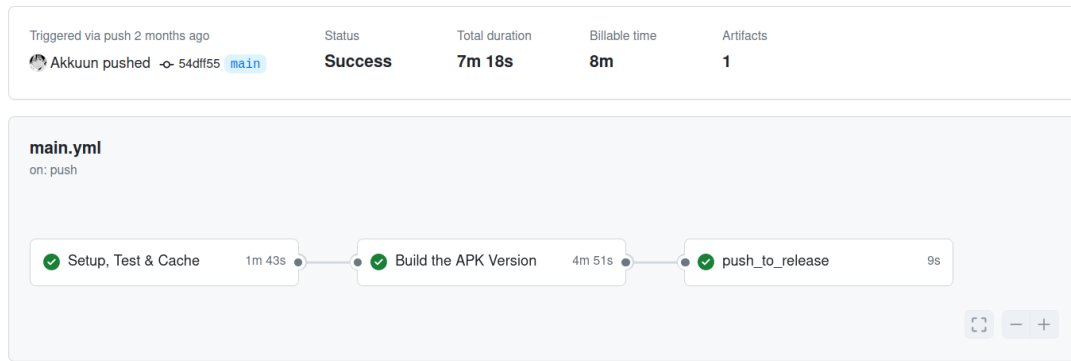 Triggered via push 2 months ago
Akkuun pushed 54dff55 main
Status
Success
Total duration
7m 18s
Billable time
8m
Artifacts
1
main.yml
on: push
Setup, Test & Cache 1m 43s
Build the APK Version 4m 51s
push_to_release 9s